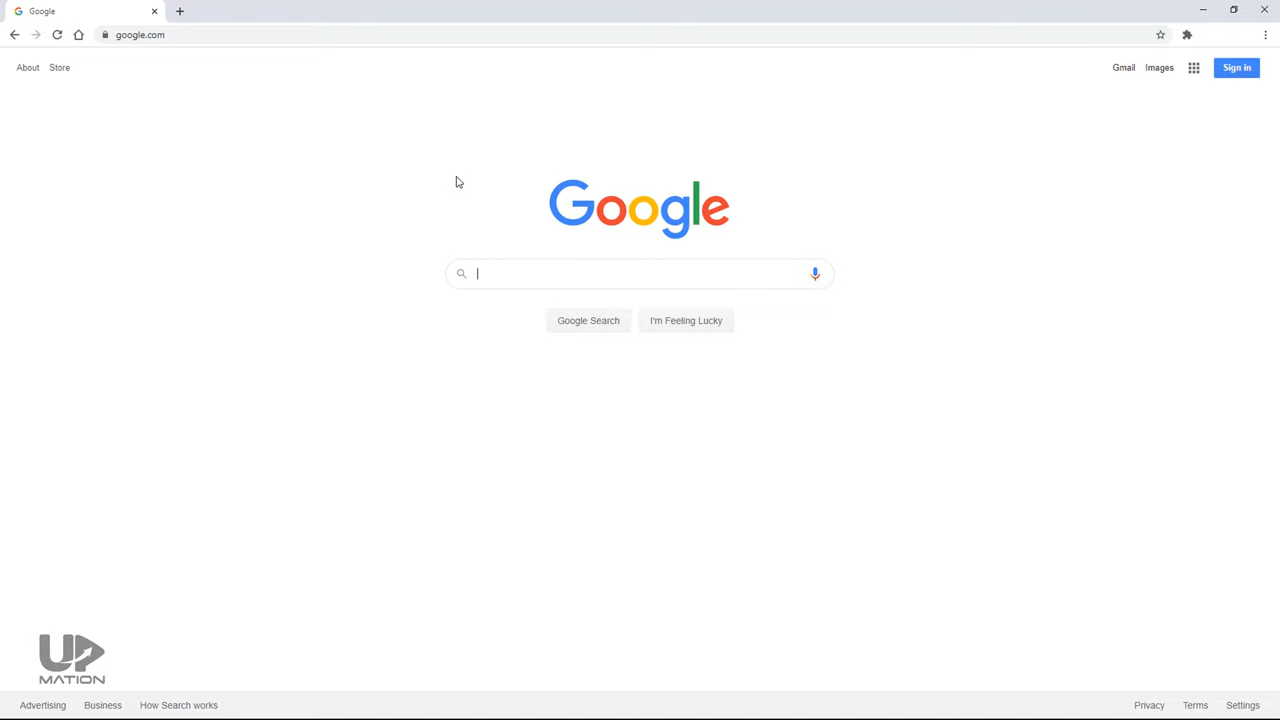 Google
google.com
About Store
Gmail Images Sign in
Google
Google Search I'm Feeling Lucky
UP
MATION
Advertising Business How Search works
Privacy Terms Settings